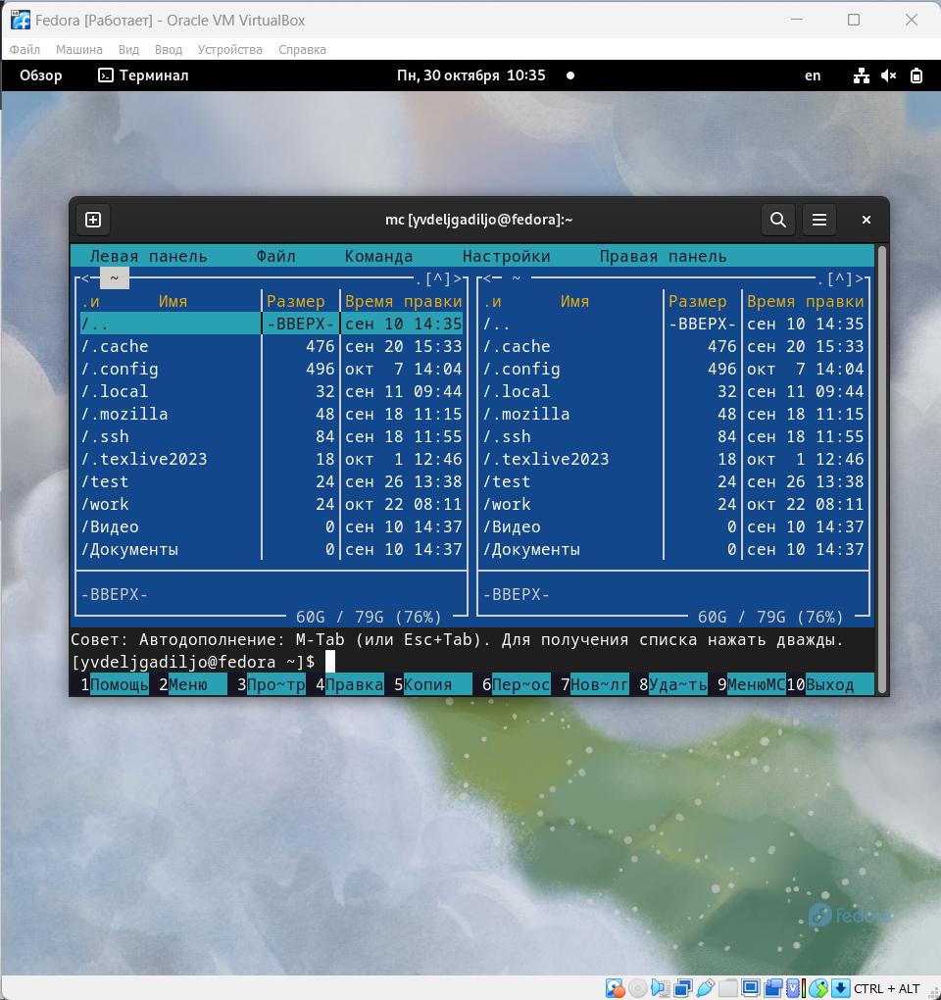 Fedora [Работает] - Oracle VM VirtualBox
Файл Машина Вид Ввод Устройства Справка
Обзор Терминал Пн, 30 октября 10:35 en
mc [yvdeljgadiljo@fedora]:~
Левая панель Файл Команда Настройки Правая панель
<- ~ .[^]> <- ~ .[^]>
.и Имя Размер Время правки .и Имя Размер Время правки
/.. -ВВЕРХ- сен 10 14:35 /.. -ВВЕРХ- сен 10 14:35
/.cache 476 сен 20 15:33 /.cache 476 сен 20 15:33
/.config 496 окт 7 14:04 /.config 496 окт 7 14:04
/.local 32 сен 11 09:44 /.local 32 сен 11 09:44
/.mozilla 48 сен 18 11:15 /.mozilla 48 сен 18 11:15
/.ssh 84 сен 18 11:55 /.ssh 84 сен 18 11:55
/.texlive2023 18 окт 1 12:46 /.texlive2023 18 окт 1 12:46
/test 24 сен 26 13:38 /test 24 сен 26 13:38
/work 24 окт 22 08:11 /work 24 окт 22 08:11
/Видео 0 сен 10 14:37 /Видео 0 сен 10 14:37
/Документы 0 сен 10 14:37 /Документы 0 сен 10 14:37
-ВВЕРХ- -ВВЕРХ-
60G / 79G (76%) 60G / 79G (76%)
Совет: Автодополнение: M-Tab (или Esc+Tab). Для получения списка нажать дважды.
[yvdeljgadiljo@fedora ~]$
1Помощь 2Меню 3Про~тр 4Правка 5Копия 6Пер~ос 7Нов~лг 8Уда~ть 9МенюМС 10Выход
fedora
CTRL + ALT